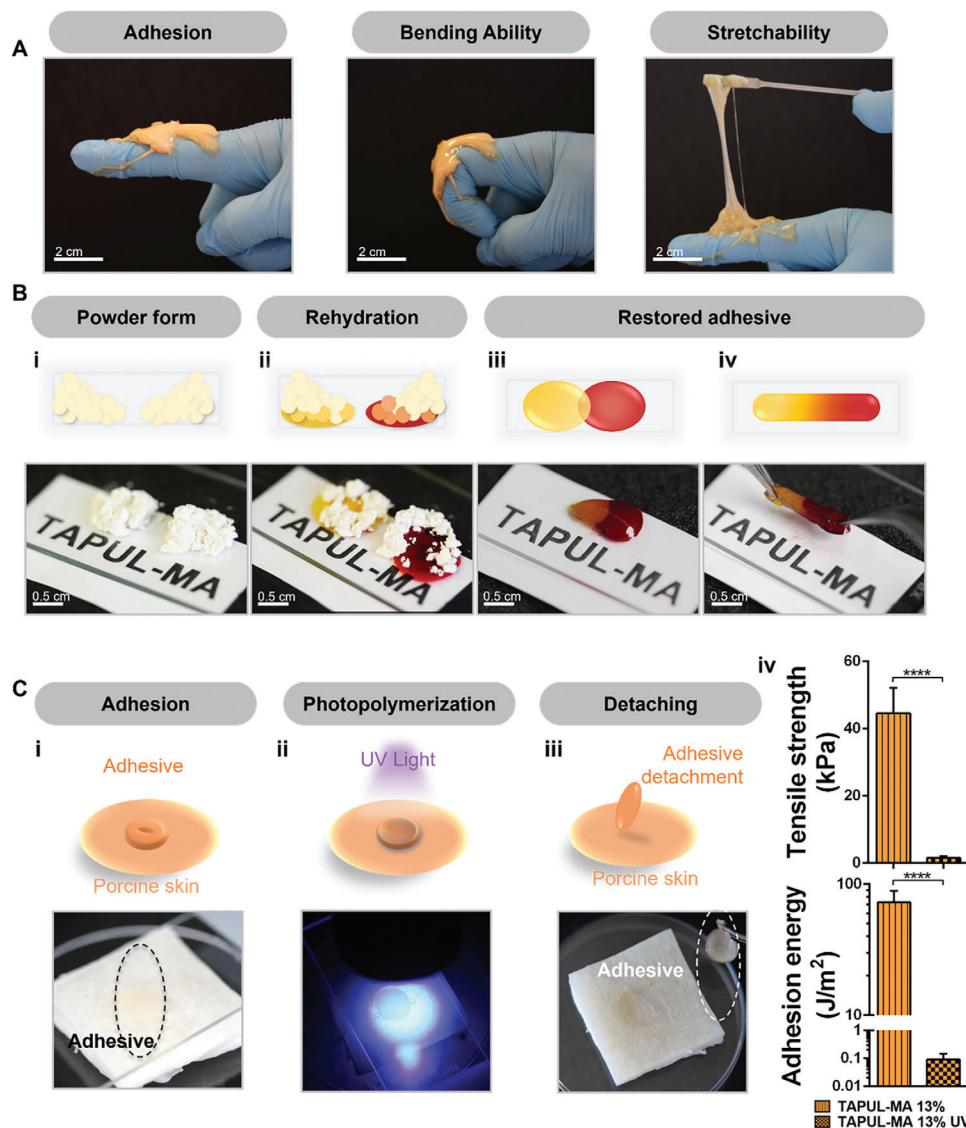 A
Adhesion
Bending Ability
Stretchability
2 cm
2 cm
2 cm
B
Powder form
Rehydration
Restored adhesive
i
ii
iii
iv
TAPUL-MA
TAPUL-MA
TAPUL-MA
TAPUL-MA
0.5 cm
0.5 cm
0.5 cm
0.5 cm
C
Adhesion
Photopolymerization
Detaching
i
Adhesive
Porcine skin
ii
UV Light
iii
Adhesive
detachment
Porcine skin
Adhesive
Adhesive
iv
Tensile strength
(kPa)
60
40
20
0
****
Adhesion energy
(J/m²)
100
10
1
0.1
0.01
****
TAPUL-MA 13%
TAPUL-MA 13% UV